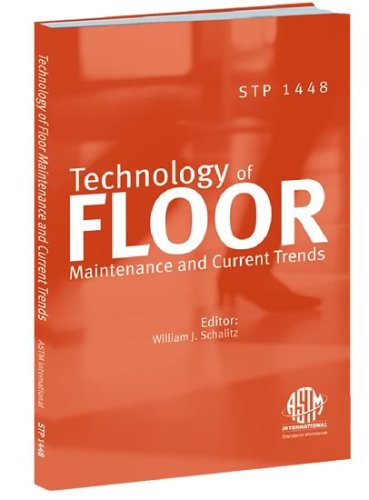 STP 1448
Technology of
FLOOR
Maintenance and Current Trends
Editor:
William J. Schalitz
ASTM
INTERNATIONAL
Standards Worldwide
Technology of Floor Maintenance and Current Trends
ASTM International
STP 1448